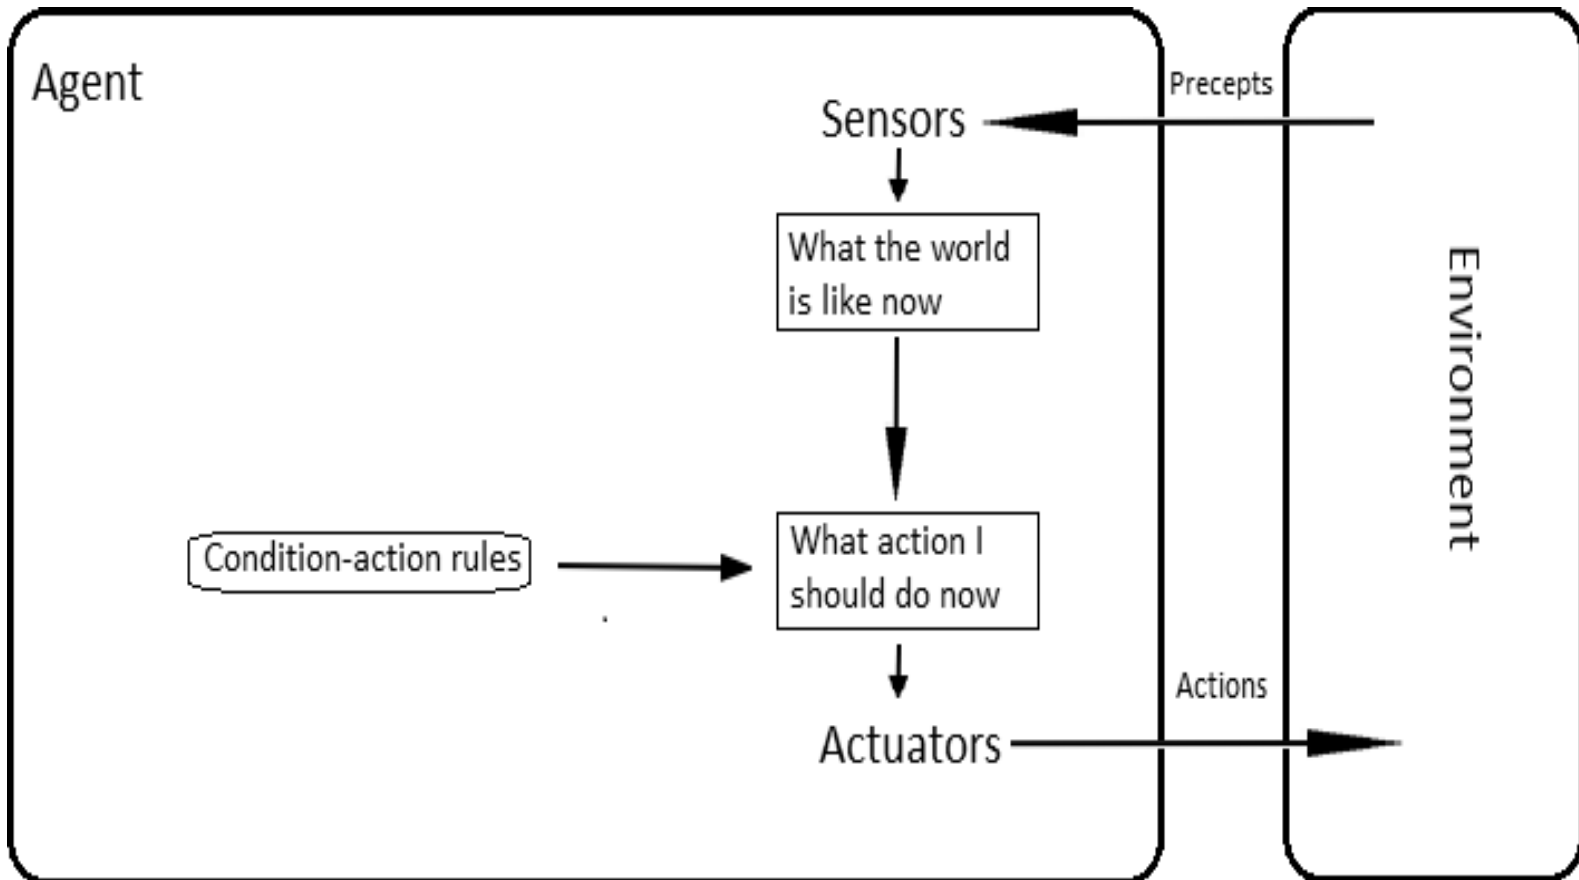 Agent
Precepts
Sensors
What the world
is like now
Environment
Condition-action rules
What action I
should do now
Actions
Actuators